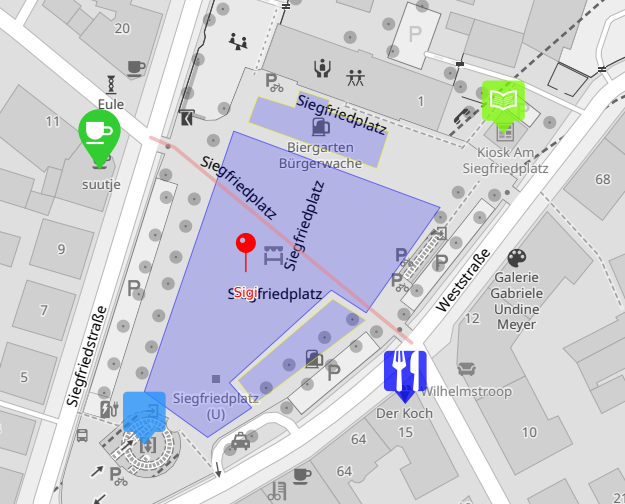 20
P
Eule
Siegfriedplatz
1
11
Biergarten
Bürgerwache
Kiosk Am
Siegfriedplatz
suutje
Siegfriedplatz
68
Siegfriedplatz
9
P
P
Weststraße
Galerie
Gabriele
Undine
Meyer
Sigi
Siegfriedplatz
P
7
Siegfriedstraße
12
5
P
Siegfriedplatz
(U)
Wilhelmstroop
Der Koch
64
15
10
64